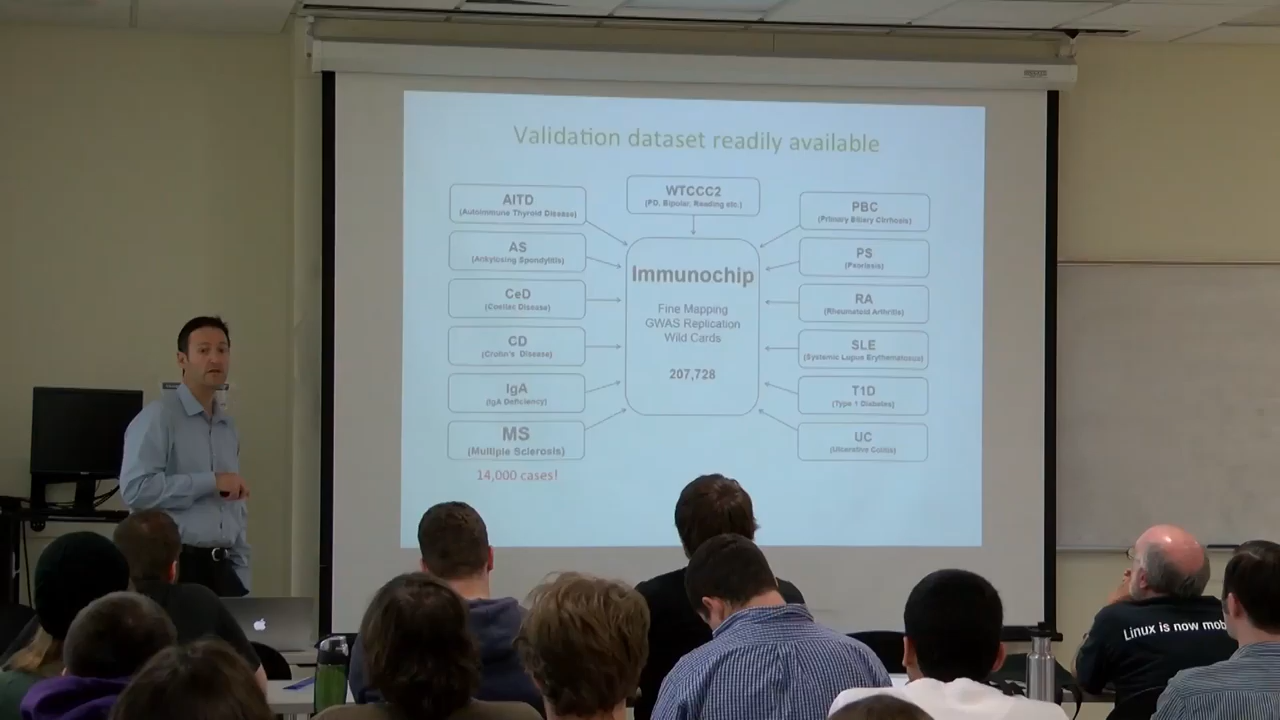 Validation dataset readily available
AITD
(Autoimmune Thyroid Disease)
AS
(Ankylosing Spondylitis)
CeD
(Coeliac Disease)
CD
(Crohn's Disease)
IgA
(IgA Deficiency)
MS
(Multiple Sclerosis)
14,000 cases!
WTCCC2
(PD, Bipolar, Reading etc.)
Immunochip
Fine Mapping
GWAS Replication
Wild Cards
207,728
PBC
(Primary Biliary Cirrhosis)
PS
(Psoriasis)
RA
(Rheumatoid Arthritis)
SLE
(Systemic Lupus Erythematosus)
T1D
(Type 1 Diabetes)
UC
(Ulcerative Colitis)
Linux is now mob